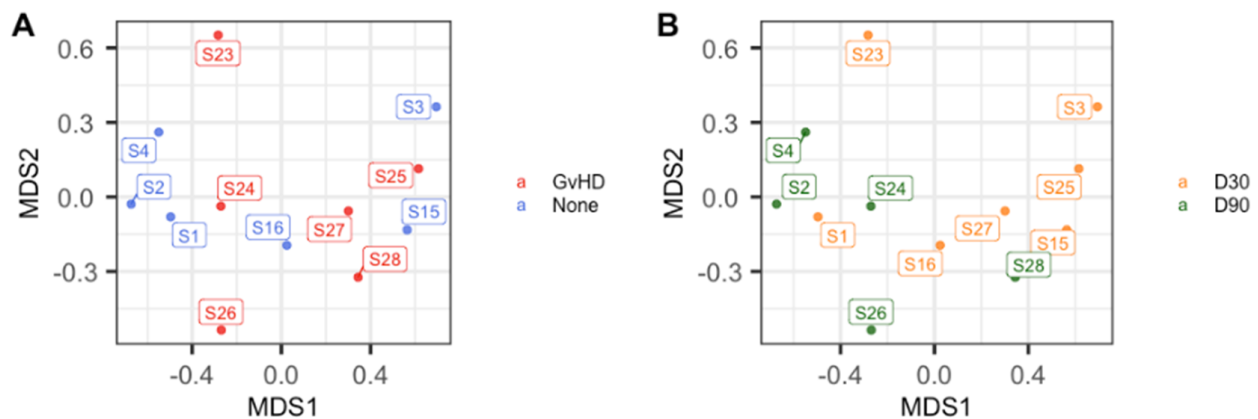 A
B
0.6
0.3
0.0
-0.3
MDS2
S23
S3
S4
S25
S2
S24
S15
S1
S16
S27
S28
S26
-0.4 0.0 0.4
MDS1
a GvHD
a None
0.6
0.3
0.0
-0.3
MDS2
S23
S3
S4
S2
S24
S25
S1
S27
S15
S16
S28
S26
-0.4 0.0 0.4
MDS1
a D30
a D90